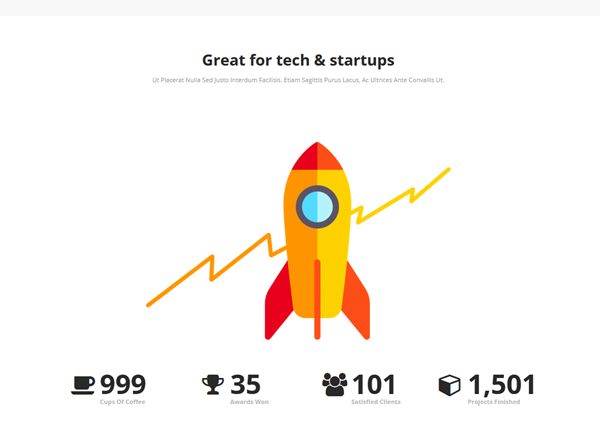 Great for tech & startups
Ut Placerat Nulla Sed Justo Interdum Facilisis. Etiam Sagittis Purus Lacus, Ac Ultrices Ante Convallis Ut.
999 35 101 1,501
Cups Of Coffee Awards Won Satisfied Clients Projects Finished